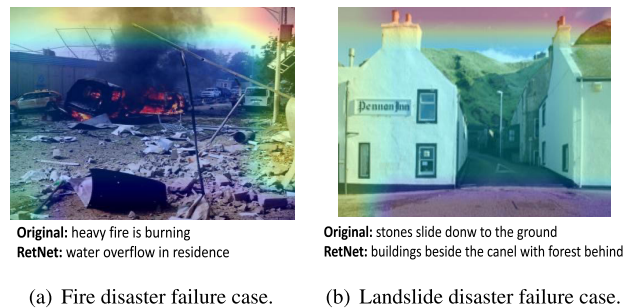 Pennan Inn
Original: heavy fire is burning
RetNet: water overflow in residence
Original: stones slide donw to the ground
RetNet: buildings beside the canel with forest behind
(a) Fire disaster failure case.
(b) Landslide disaster failure case.